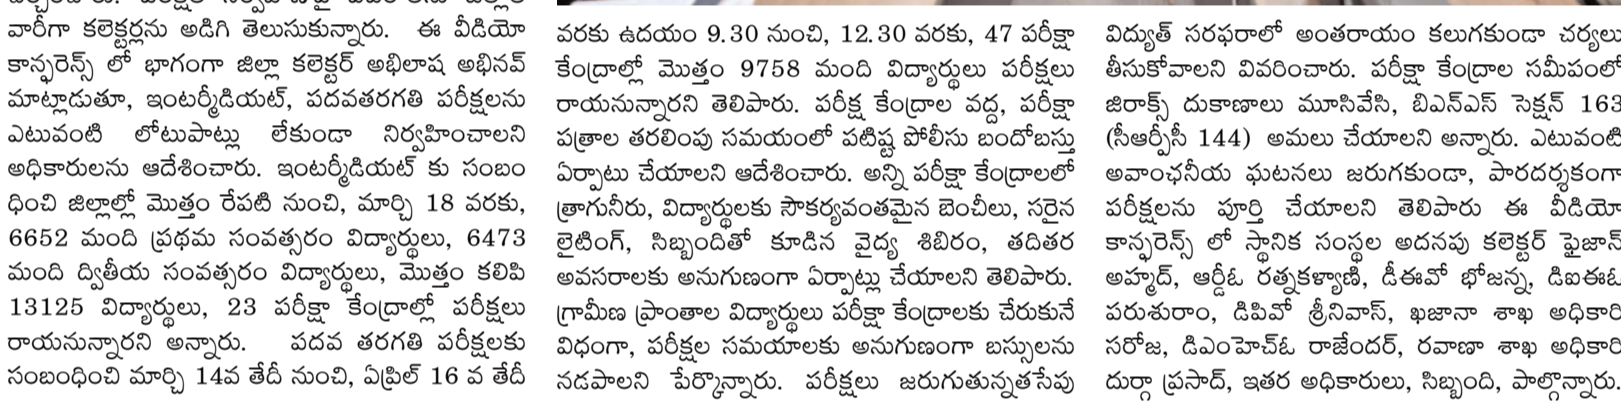 వారీగా కలెక్టర్లను అడిగి తెలుసుకున్నారు. ఈ వీడియో
కాన్ఫరెన్స్ లో భాగంగా జిల్లా కలెక్టర్ అభిలాష అభినవ్
మాట్లాడుతూ, ఇంటర్మీడియట్, పదవతరగతి పరీక్షలను
ఎటువంటి లోటుపాట్లు లేకుండా నిర్వహించాలని
అధికారులను ఆదేశించారు. ఇంటర్మీడియట్ కు సంబం
ధించి జిల్లాల్లో మొత్తం రేపటి నుంచి, మార్చి 18 వరకు,
6652 మంది ప్రథమ సంవత్సరం విద్యార్థులు, 6473
మంది ద్వితీయ సంవత్సరం విద్యార్థులు, మొత్తం కలిపి
13125 విద్యార్థులు, 23 పరీక్షా కేంద్రాల్లో పరీక్షలు
రాయనున్నారని అన్నారు. పదవ తరగతి పరీక్షలకు
సంబంధించి మార్చి 14వ తేదీ నుంచి, ఏప్రిల్ 16 వ తేదీ
వరకు ఉదయం 9.30 నుంచి, 12.30 వరకు, 47 పరీక్షా
కేంద్రాల్లో మొత్తం 9758 మంది విద్యార్థులు పరీక్షలు
రాయనున్నారని తెలిపారు. పరీక్ష కేంద్రాల వద్ద, పరీక్షా
పత్రాల తరలింపు సమయంలో పటిష్ట పోలీసు బందోబస్తు
ఏర్పాటు చేయాలని ఆదేశించారు. అన్ని పరీక్షా కేంద్రాలలో
త్రాగునీరు, విద్యార్థులకు సౌకర్యవంతమైన బెంచీలు, సరైన
లైటింగ్, సిబ్బందితో కూడిన వైద్య శిబిరం, తదితర
అవసరాలకు అనుగుణంగా ఏర్పాట్లు చేయాలని తెలిపారు.
గ్రామీణ ప్రాంతాల విద్యార్థులు పరీక్షా కేంద్రాలకు చేరుకునే
విధంగా, పరీక్షల సమయాలకు అనుగుణంగా బస్సులను
నడపాలని పేర్కొన్నారు. పరీక్షలు జరుగుతున్నతసేపు
విద్యుత్ సరఫరాలో అంతరాయం కలుగకుండా చర్యలు
తీసుకోవాలని వివరించారు. పరీక్షా కేంద్రాల సమీపంలో
జిరాక్స్ దుకాణాలు మూసివేసి, బీఎన్ఎస్ సెక్షన్ 163
(సీఆర్పీసీ 144) అమలు చేయాలని అన్నారు. ఎటువంటి
అవాంఛనీయ ఘటనలు జరుగకుండా, పారదర్శకంగా
పరీక్షలను పూర్తి చేయాలని తెలిపారు ఈ వీడియో
కాన్ఫరెన్స్ లో స్థానిక సంస్థల అదనపు కలెక్టర్ ఫైజాన్
అహ్మద్, ఆర్డీఓ రత్నకళ్యాణి, డీఈవో భోజన్న, డిఐఈఓ
పరుశురాం, డిపివో శ్రీనివాస్, ఖజానా శాఖ అధికారి
సరోజ, డిఎంహెచ్ఓ రాజేందర్, రవాణా శాఖ అధికారి
దుర్గా ప్రసాద్, ఇతర అధికారులు, సిబ్బంది, పాల్గొన్నారు.